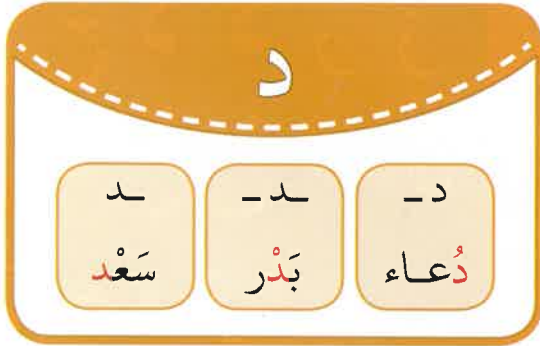 د
د ـ
ـد ـ
ـد
دُعـاء
بَدْر
سَعْد